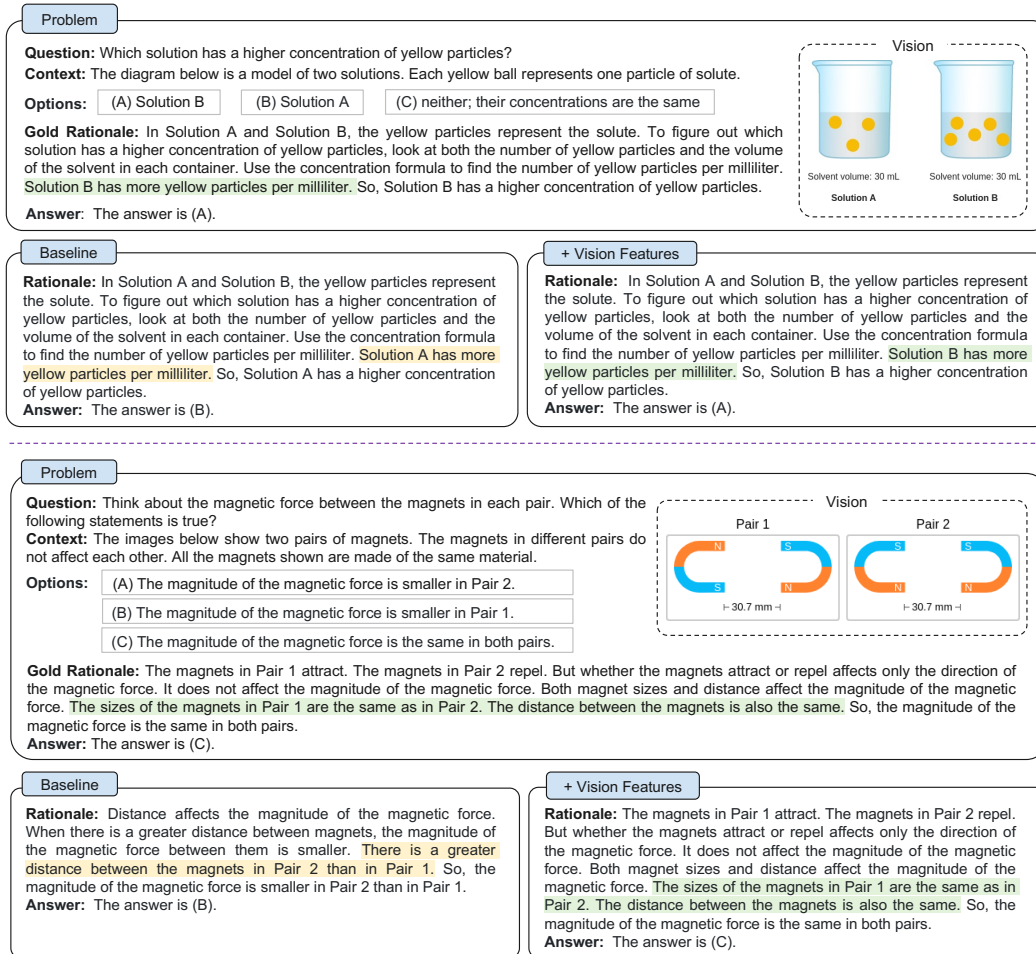 Problem
Question: Which solution has a higher concentration of yellow particles?
Context: The diagram below is a model of two solutions. Each yellow ball represents one particle of solute.
Options: (A) Solution B (B) Solution A (C) neither; their concentrations are the same
Gold Rationale: In Solution A and Solution B, the yellow particles represent the solute. To figure out which
solution has a higher concentration of yellow particles, look at both the number of yellow particles and the volume
of the solvent in each container. Use the concentration formula to find the number of yellow particles per milliliter.
Solution B has more yellow particles per milliliter. So, Solution B has a higher concentration of yellow particles.
Answer: The answer is (A).
Vision
Solvent volume: 30 mL Solvent volume: 30 mL
Solution A Solution B
Baseline
Rationale: In Solution A and Solution B, the yellow particles represent
the solute. To figure out which solution has a higher concentration of
yellow particles, look at both the number of yellow particles and the
volume of the solvent in each container. Use the concentration formula
to find the number of yellow particles per milliliter. Solution A has more
yellow particles per milliliter. So, Solution A has a higher concentration
of yellow particles.
Answer: The answer is (B).
+ Vision Features
Rationale: In Solution A and Solution B, the yellow particles represent
the solute. To figure out which solution has a higher concentration of
yellow particles, look at both the number of yellow particles and the
volume of the solvent in each container. Use the concentration formula
to find the number of yellow particles per milliliter. Solution B has more
yellow particles per milliliter. So, Solution B has a higher concentration
of yellow particles.
Answer: The answer is (A).
Problem
Question: Think about the magnetic force between the magnets in each pair. Which of the
following statements is true?
Context: The images below show two pairs of magnets. The magnets in different pairs do
not affect each other. All the magnets shown are made of the same material.
Options: (A) The magnitude of the magnetic force is smaller in Pair 2.
(B) The magnitude of the magnetic force is smaller in Pair 1.
(C) The magnitude of the magnetic force is the same in both pairs.
Vision
Pair 1 Pair 2
N S S S
S N N N
30.7 mm 30.7 mm
Gold Rationale: The magnets in Pair 1 attract. The magnets in Pair 2 repel. But whether the magnets attract or repel affects only the direction of
the magnetic force. It does not affect the magnitude of the magnetic force. Both magnet sizes and distance affect the magnitude of the magnetic
force. The sizes of the magnets in Pair 1 are the same as in Pair 2. The distance between the magnets is also the same. So, the magnitude of the
magnetic force is the same in both pairs.
Answer: The answer is (C).
Baseline
Rationale: Distance affects the magnitude of the magnetic force.
When there is a greater distance between magnets, the magnitude of
the magnetic force between them is smaller. There is a greater
distance between the magnets in Pair 2 than in Pair 1. So, the
magnitude of the magnetic force is smaller in Pair 2 than in Pair 1.
Answer: The answer is (B).
+ Vision Features
Rationale: The magnets in Pair 1 attract. The magnets in Pair 2 repel.
But whether the magnets attract or repel affects only the direction of
the magnetic force. It does not affect the magnitude of the magnetic
force. Both magnet sizes and distance affect the magnitude of the
magnetic force. The sizes of the magnets in Pair 1 are the same as in
Pair 2. The distance between the magnets is also the same. So, the
magnitude of the magnetic force is the same in both pairs.
Answer: The answer is (C).